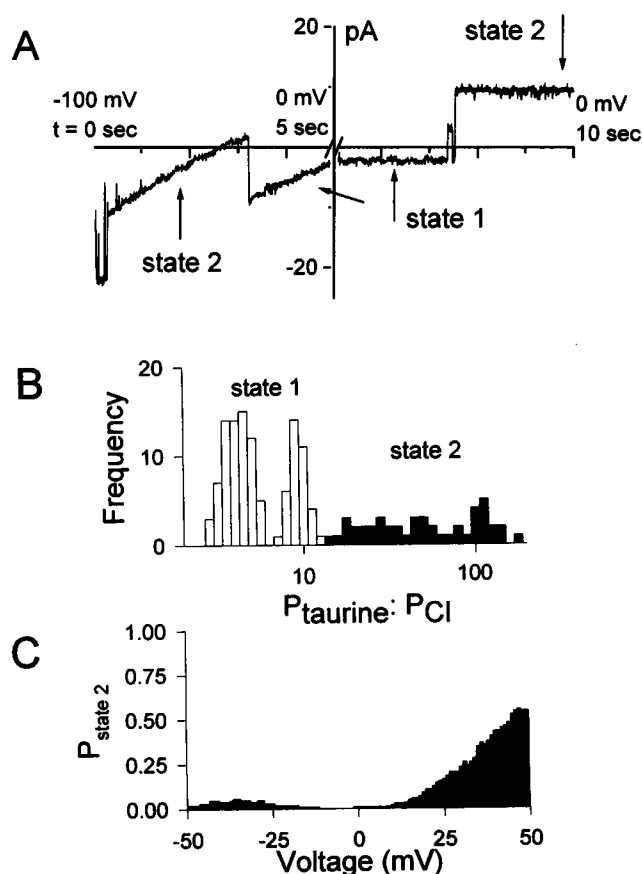 A
20
pA
state 2
-100 mV
t = 0 sec
0 mV
5 sec
0 mV
10 sec
state 2
state 1
-20
B
20
10
0
Frequency
state 1
state 2
10
100
Ptaurine: PCl
C
1.00
0.75
0.50
0.25
0.00
Pstate 2
-50
-25
0
25
50
Voltage (mV)